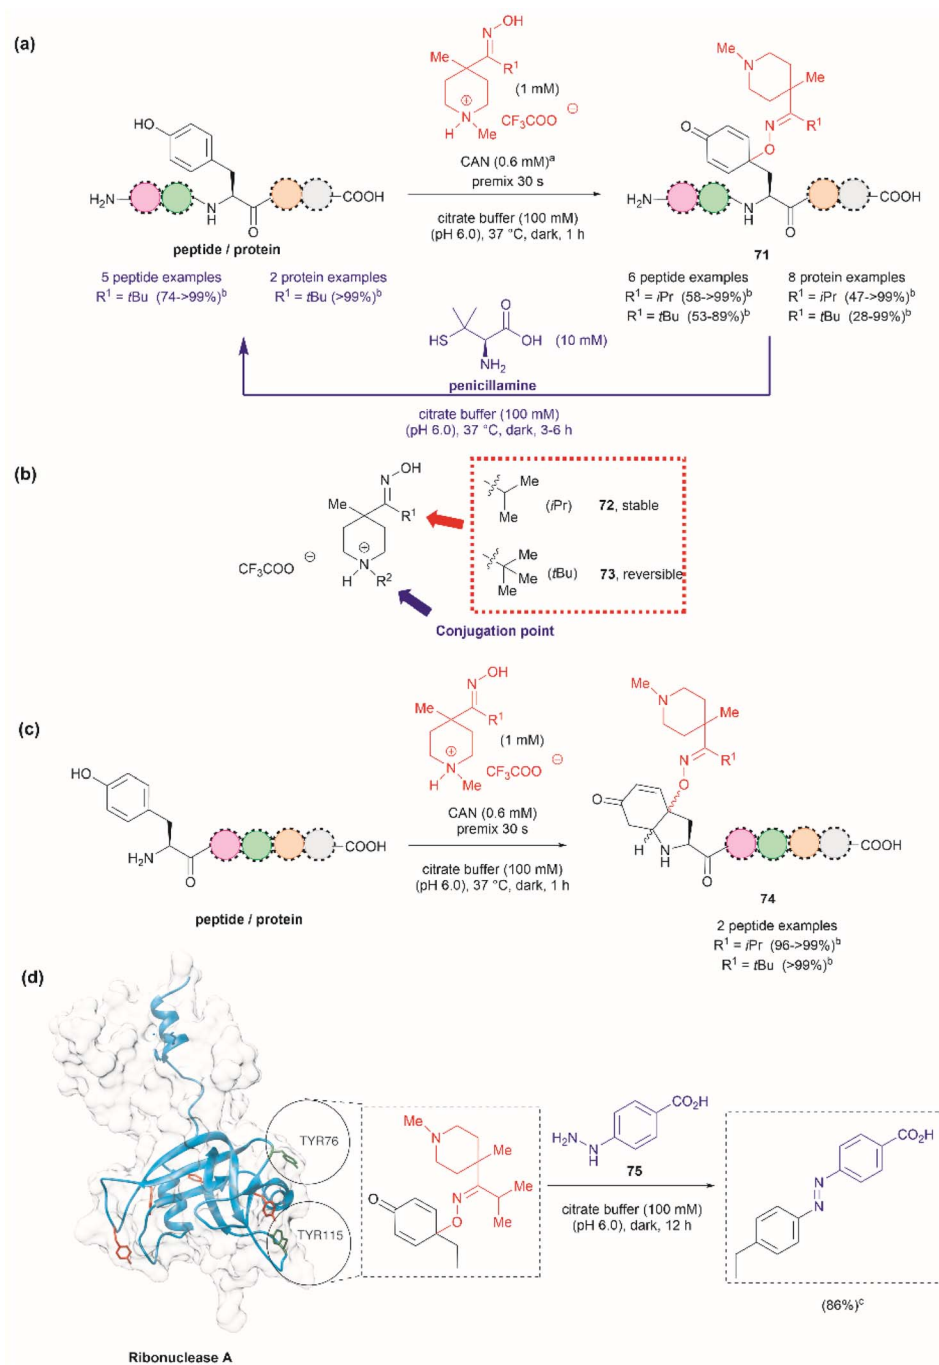 (a)
N
OH
Me
R¹
(1 mM)
⊕
N
H
Me
CF₃COO
⊖
HO
H₂N
N
H
O
COOH
peptide / protein
5 peptide examples
R¹ = tBu (74->99%)ᵇ
2 protein examples
R¹ = tBu (>99%)ᵇ
CAN (0.6 mM)ᵃ
premix 30 s
citrate buffer (100 mM)
(pH 6.0), 37 °C, dark, 1 h
Me
N
Me
N
R¹
O
O
H₂N
N
H
O
COOH
71
6 peptide examples
R¹ = iPr (58->99%)ᵇ
R¹ = tBu (53-89%)ᵇ
8 protein examples
R¹ = iPr (47->99%)ᵇ
R¹ = tBu (28-99%)ᵇ
O
HS
OH
(10 mM)
NH₂
penicillamine
citrate buffer (100 mM)
(pH 6.0), 37 °C, dark, 3-6 h
(b)
N
OH
Me
R¹
⊕
N
H
R²
CF₃COO
⊖
Me
(iPr)
Me
72, stable
Me
(tBu)
Me
Me
73, reversible
Conjugation point
(c)
N
OH
Me
R¹
(1 mM)
⊕
N
H
Me
CF₃COO
⊖
HO
H₂N
O
COOH
peptide / protein
CAN (0.6 mM)
premix 30 s
citrate buffer (100 mM)
(pH 6.0), 37 °C, dark, 1 h
Me
N
Me
N
R¹
O
O
H
N
H
O
COOH
74
2 peptide examples
R¹ = iPr (96->99%)ᵇ
R¹ = tBu (>99%)ᵇ
(d)
TYR76
TYR115
Ribonuclease A
Me
N
Me
N
Me
Me
O
O
CO₂H
H₂N
N
H
75
citrate buffer (100 mM)
(pH 6.0), dark, 12 h
CO₂H
N
N
(86%)ᶜ